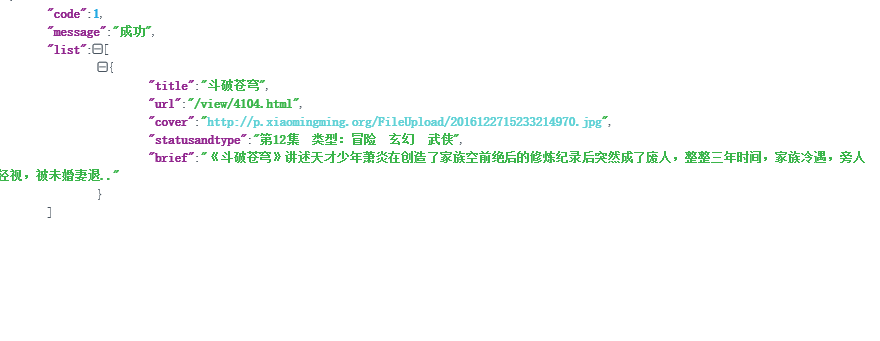 "code":1,
"message":"成功",
"list":[
{
"title":"斗破苍穹",
"url":"/view/4104.html",
"cover":"http://p.xiaomingming.org/FileUpload/2016122715233214970.jpg",
"statusandtype":"第12集　类型：冒险　玄幻　武侠",
"brief":"《斗破苍穹》讲述天才少年萧炎在创造了家族空前绝后的修炼纪录后突然成了废人，整整三年时间，家族冷遇，旁人
轻视，被未婚妻退.."
}
]